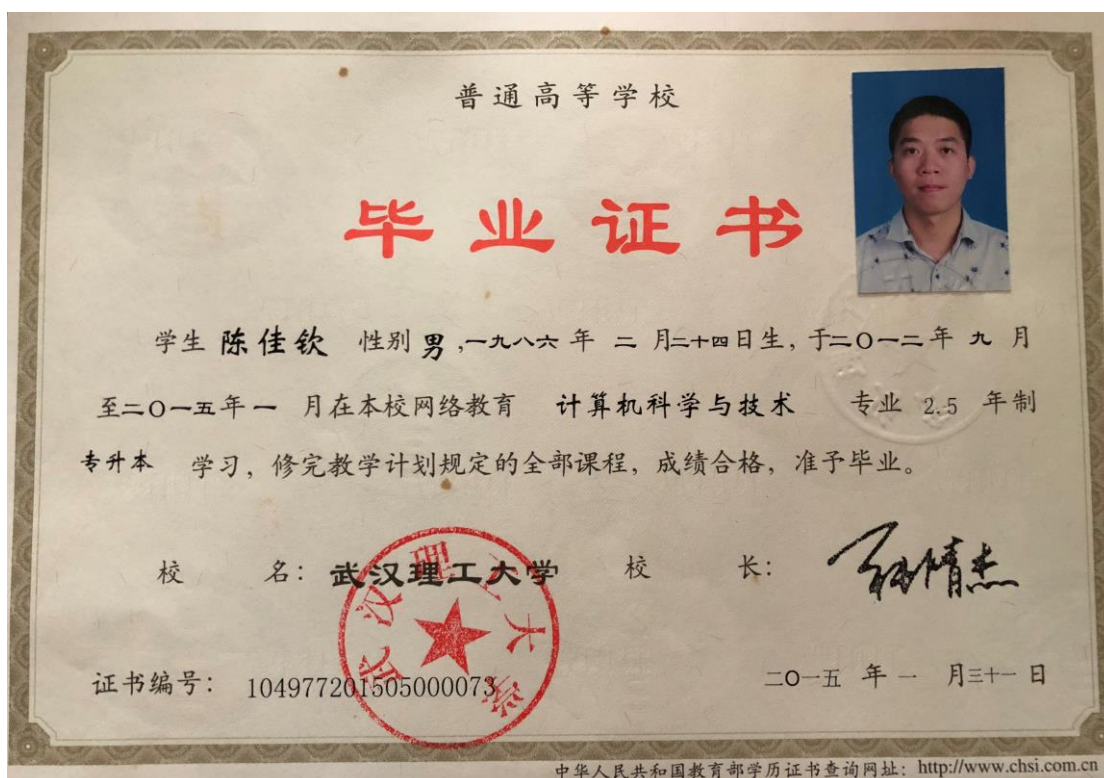 普通高等学校
毕业证书
学生 陈佳钦 性别 男,一九八六 年 二 月二十四日生, 于二〇一二年 九 月
至二〇一五年一 月在本校网络教育 计算机科学与技术 专业 2.5 年制
专升本 学习, 修完教学计划规定的全部课程, 成绩合格, 准予毕业。
校 名: 武汉理工大学 校 长:
武汉理工大学
证书编号: 104977201505000073 二〇一五 年 一 月三十一 日
中华人民共和国教育部学历证书查询网址: http://www.chsi.com.cn